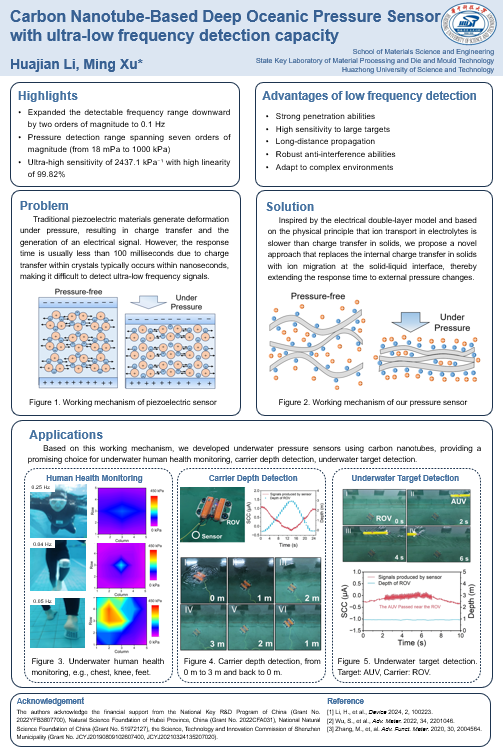 Carbon Nanotube-Based Deep Oceanic Pressure Sensor
with ultra-low frequency detection capacity
Huajian Li, Ming Xu*
School of Materials Science and Engineering
State Key Laboratory of Material Processing and Die and Mould Technology
Huazhong University of Science and Technology
Highlights
• Expanded the detectable frequency range downward
by two orders of magnitude to 0.1 Hz
• Pressure detection range spanning seven orders of
magnitude (from 18 mPa to 1000 kPa)
• Ultra-high sensitivity of 2437.1 kPa⁻¹ with high linearity
of 99.82%
Advantages of low frequency detection
• Strong penetration abilities
• High sensitivity to large targets
• Long-distance propagation
• Robust anti-interference abilities
• Adapt to complex environments
Problem
Traditional piezoelectric materials generate deformation
under pressure, resulting in charge transfer and the
generation of an electrical signal. However, the response
time is usually less than 100 milliseconds due to charge
transfer within crystals typically occurs within nanoseconds,
making it difficult to detect ultra-low frequency signals.
Pressure-free
Under
Pressure
Figure 1. Working mechanism of piezoelectric sensor
Solution
Inspired by the electrical double-layer model and based
on the physical principle that ion transport in electrolytes is
slower than charge transfer in solids, we propose a novel
approach that replaces the internal charge transfer in solids
with ion migration at the solid-liquid interface, thereby
extending the response time to external pressure changes.
Pressure-free
Under
Pressure
Figure 2. Working mechanism of our pressure sensor
Applications
Based on this working mechanism, we developed underwater pressure sensors using carbon nanotubes, providing a
promising choice for underwater human health monitoring, carrier depth detection, underwater target detection.
Human Health Monitoring
0.25 Hz
0.04 Hz
0.05 Hz
Row
Column
Row
Column
Row
Column
0 kPa
0 kPa
0 kPa
Figure 3. Underwater human health
monitoring, e.g., chest, knee, feet.
Carrier Depth Detection
ROV
Sensor
Signals produced by sensor
Depth of ROV
SCC (μA)
Depth (m)
Time (s)
0 4 8 12 16 20 24
0 m
1 m
2 m
IV
V
VI
3 m
2 m
1 m
Figure 4. Carrier depth detection, from
0 m to 3 m and back to 0 m.
Underwater Target Detection
I
II
AUV
ROV
0 s
2 s
III
IV
4 s
6 s
Signals produced by sensor
Depth of ROV
The AUV Passed near the ROV
SCC (μA)
Depth (m)
0 2 4 6 8 10
Time (s)
Figure 5. Underwater target detection.
Target: AUV, Carrier: ROV.
Acknowledgement
The authors acknowledge the financial support from the National Key R&D Program of China (Grant No.
2022YFB3807700), Natural Science Foundation of Hubei Province, China (Grant No. 2022CFA031), National Natural
Science Foundation of China (Grant No. 51972127), the Science, Technology and Innovation Commission of Shenzhen
Municipality (Grant No. JCYJ20190809102607400, JCYJ20210324135207020).
Reference
[1] Li, H., et al., Device 2024, 2, 100223.
[2] Wu, S., et al., Adv. Mater. 2022, 34, 2201046.
[3] Zhang, M., et al. Adv. Funct. Mater. 2020, 30, 2004564.